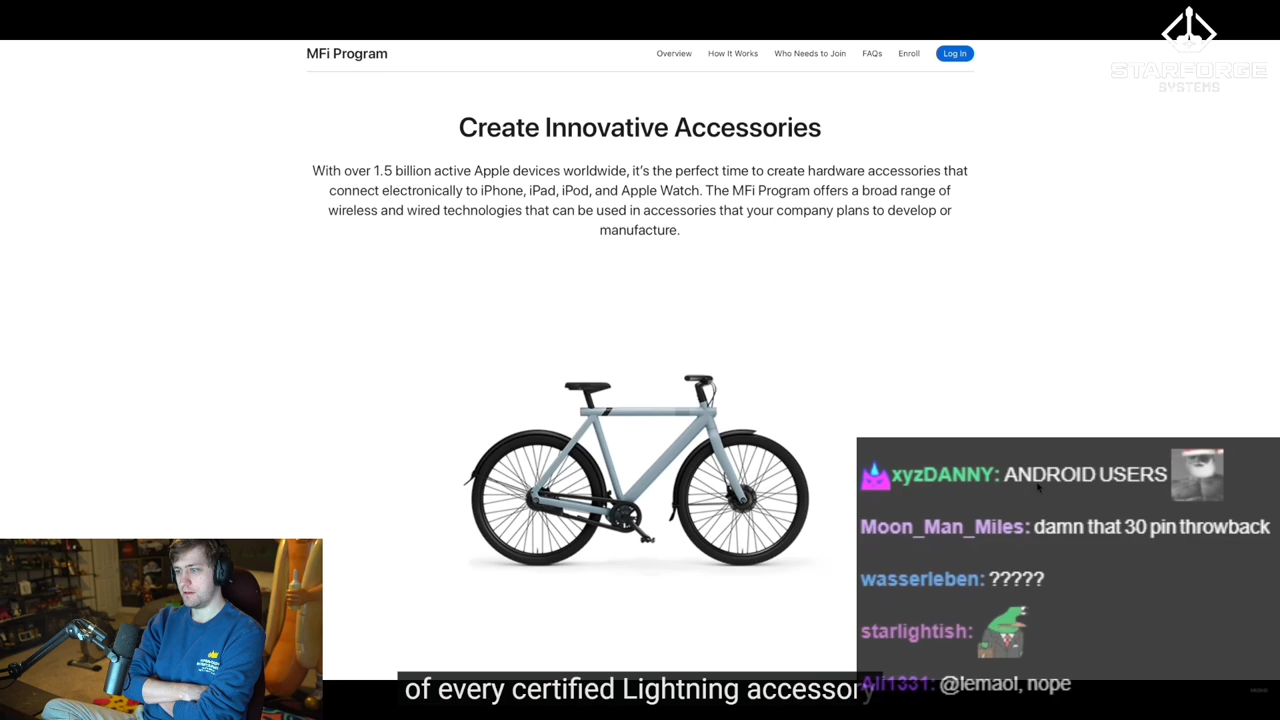 STARFORGE
SYSTEMS
MFi Program
Overview
How It Works
Who Needs to Join
FAQs
Enroll
Log In
Create Innovative Accessories
With over 1.5 billion active Apple devices worldwide, it’s the perfect time to create hardware accessories that
connect electronically to iPhone, iPad, iPod, and Apple Watch. The MFi Program offers a broad range of
wireless and wired technologies that can be used in accessories that your company plans to develop or
manufacture.
xyzDANNY: ANDROID USERS
Moon_Man_Miles: damn that 30 pin throwback
wasserleben: ?????
starlightish:
Ali1331: @lemaol, nope
of every certified Lightning accessory